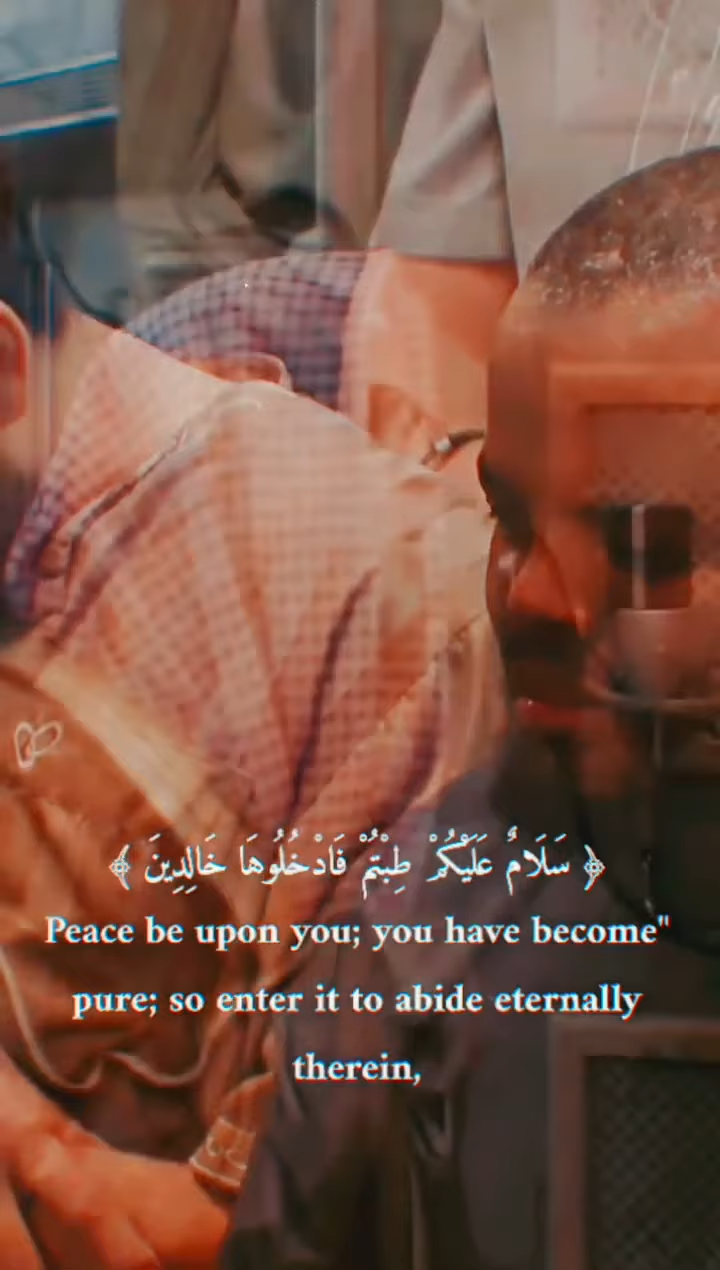 ﴿ سَلَامٌ عَلَيْكُمْ طِبْتُمْ فَادْخُلُوهَا خَالِدِينَ ﴾
Peace be upon you; you have become"
pure; so enter it to abide eternally
therein,